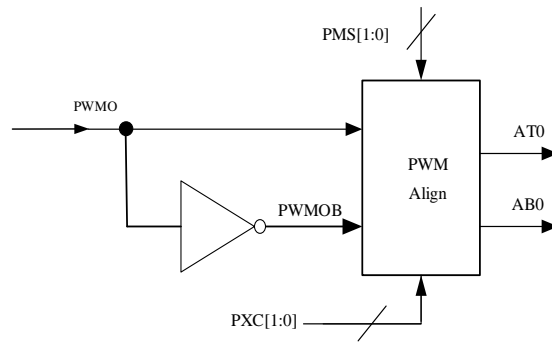 PMS[1:0]
PWMO
AT0
PWM
Align
PWMOB
AB0
PXC[1:0]